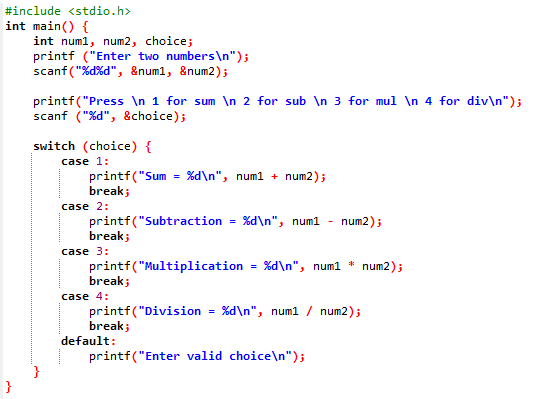 #include <stdio.h>
int main() {
    int num1, num2, choice;
    printf ("Enter two numbers\n");
    scanf("%d%d", &num1, &num2);

    printf("Press \n 1 for sum \n 2 for sub \n 3 for mul \n 4 for div\n");
    scanf ("%d", &choice);

    switch (choice) {
        case 1:
            printf("Sum = %d\n", num1 + num2);
            break;
        case 2:
            printf("Subtraction = %d\n", num1 - num2);
            break;
        case 3:
            printf("Multiplication = %d\n", num1 * num2);
            break;
        case 4:
            printf("Division = %d\n", num1 / num2);
            break;
        default:
            printf("Enter valid choice\n");
    }
}